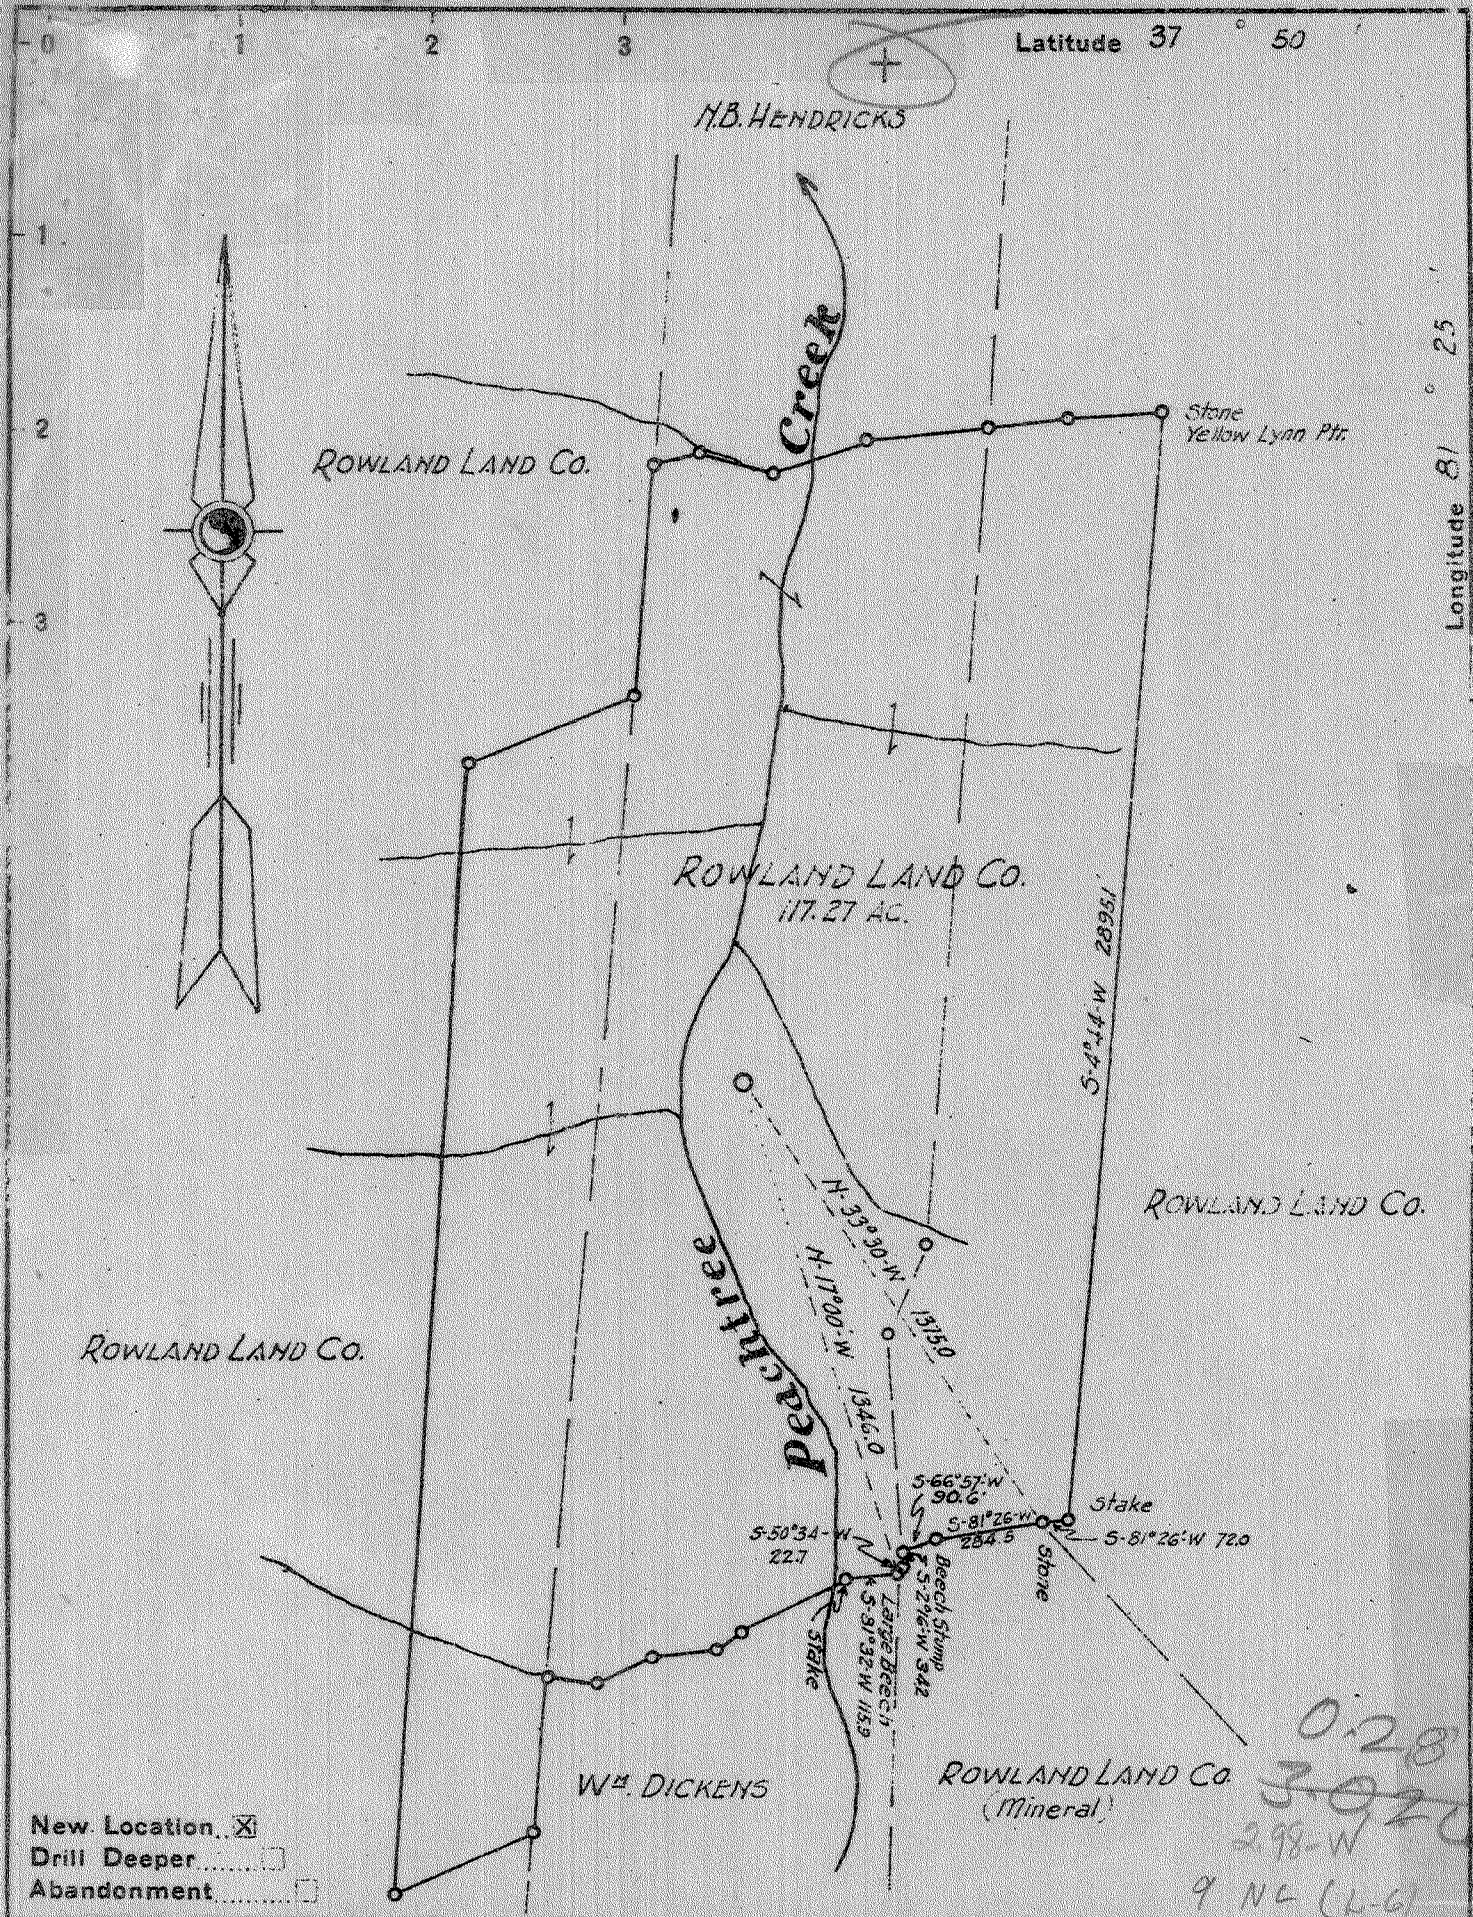 0 1 2 3 Latitude 37 ° 50 '
+
N.B. HENDRICKS
1
2
3
Longitude 81 ° 25 '
Creek
Stone
Yellow Lynn Ptr.
ROWLAND LAND CO.
ROWLAND LAND CO.
117.27 AC.
S-4°44'-W 2895.1'
ROWLAND LAND CO.
N-33°30'-W 1375.0
N-17°00'-W 1346.0
Peachtree
ROWLAND LAND CO.
S-66°57'-W
90.6'
S-81°26'-W
284.5
Stake
S-81°26'-W 72.0
S-50°34'-W
22.7
Stone
Beech Stump
S-2°16'-W 34.2
Large Beech
S-81°32'-W 115.9
Stake
Wm. DICKENS
ROWLAND LAND CO.
(Mineral)
0.28
2.98-W
New Location.. X
Drill Deeper
Abandonment